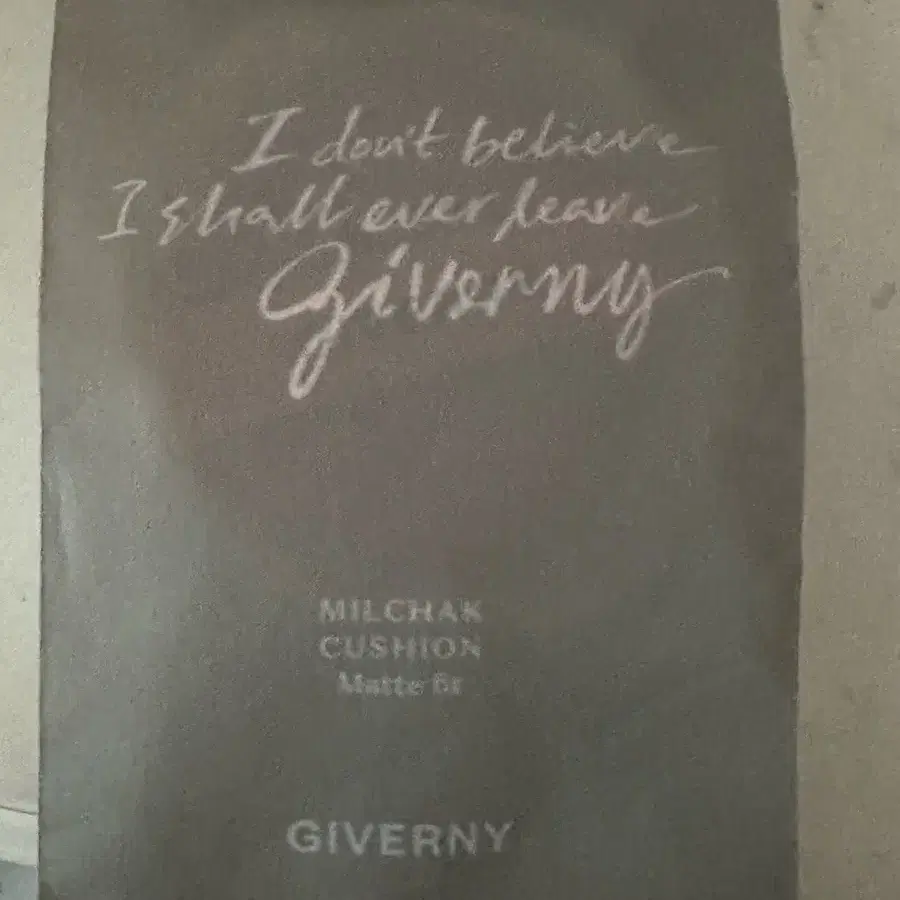 I don't believe
I shall ever leave
Giverny
MILCHAK
CUSHION
Matte fit
GIVERNY